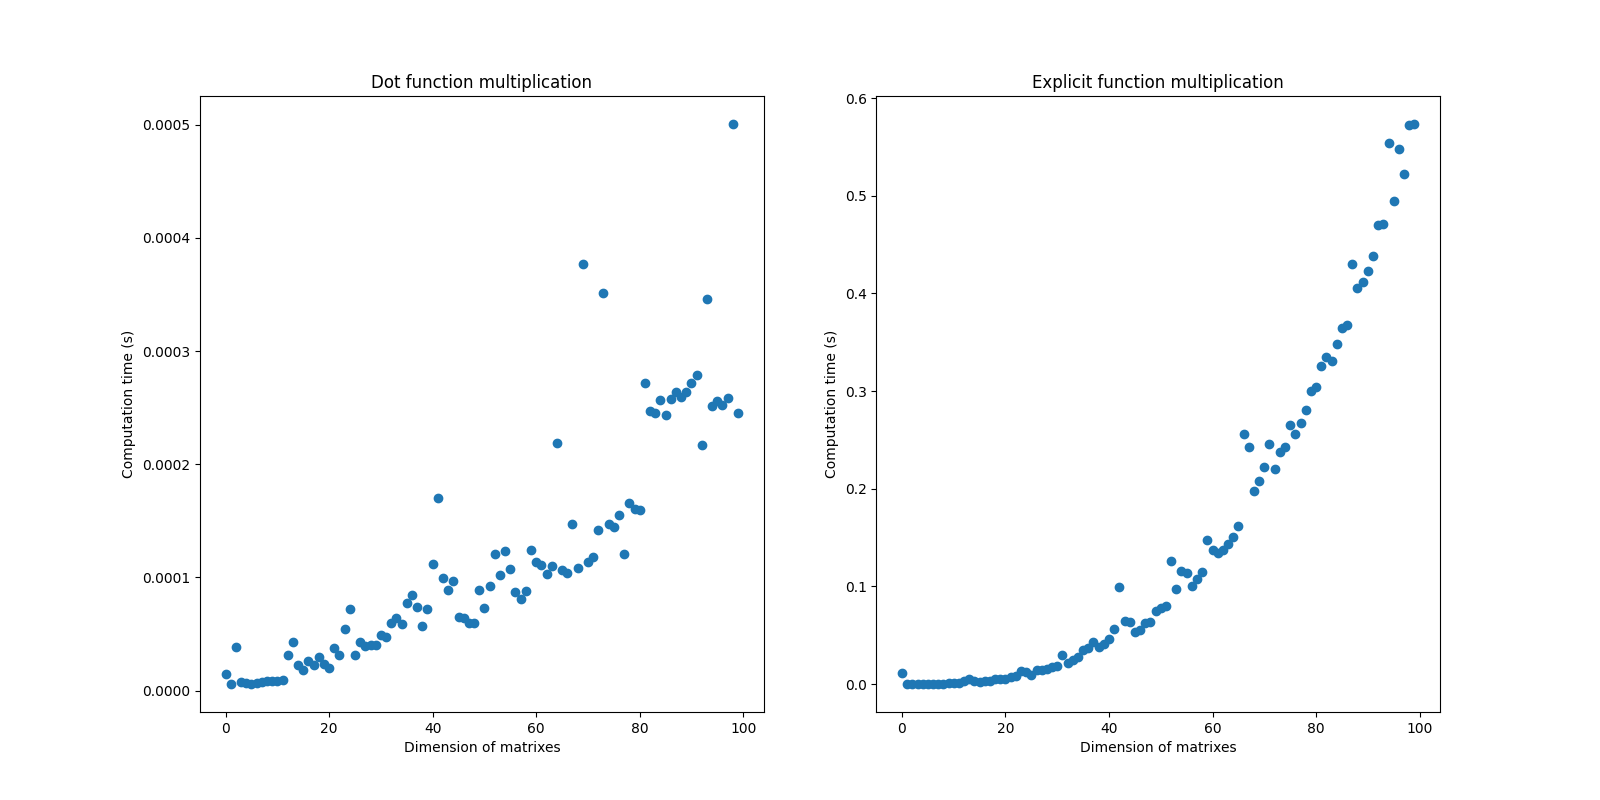 Dot function multiplication
0.0005
0.0004
0.0003
0.0002
0.0001
0.0000
Computation time (s)
0 20 40 60 80 100
Dimension of matrixes
Explicit function multiplication
0.6
0.5
0.4
0.3
0.2
0.1
0.0
Computation time (s)
0 20 40 60 80 100
Dimension of matrixes